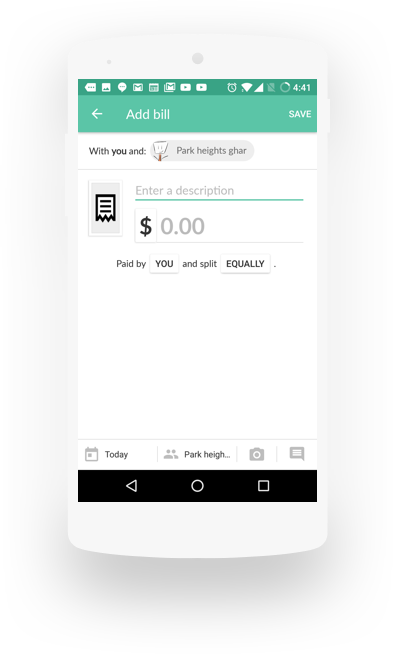 4:41
Add bill SAVE
With you and: Park heights ghar
Enter a description
$ 0.00
Paid by YOU and split EQUALLY .
Today Park heigh...